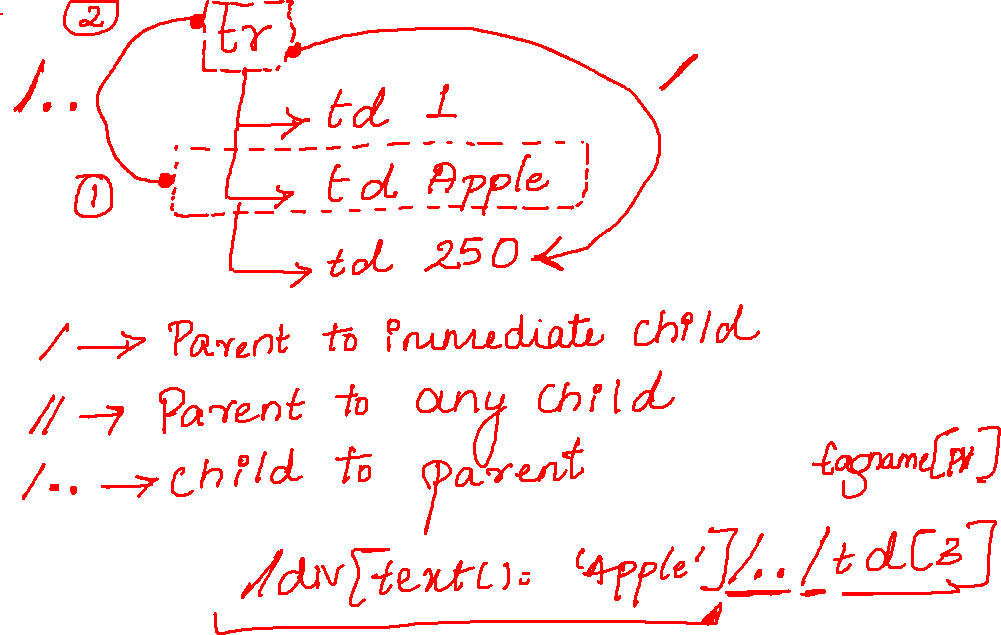 2
tr
/..
/
td 1
1
td Apple
td 250
/ → Parent to immediate child
// → Parent to any child
/.. → child to parent
tagname[PV]
/div[text()= 'Apple']/../td[3]